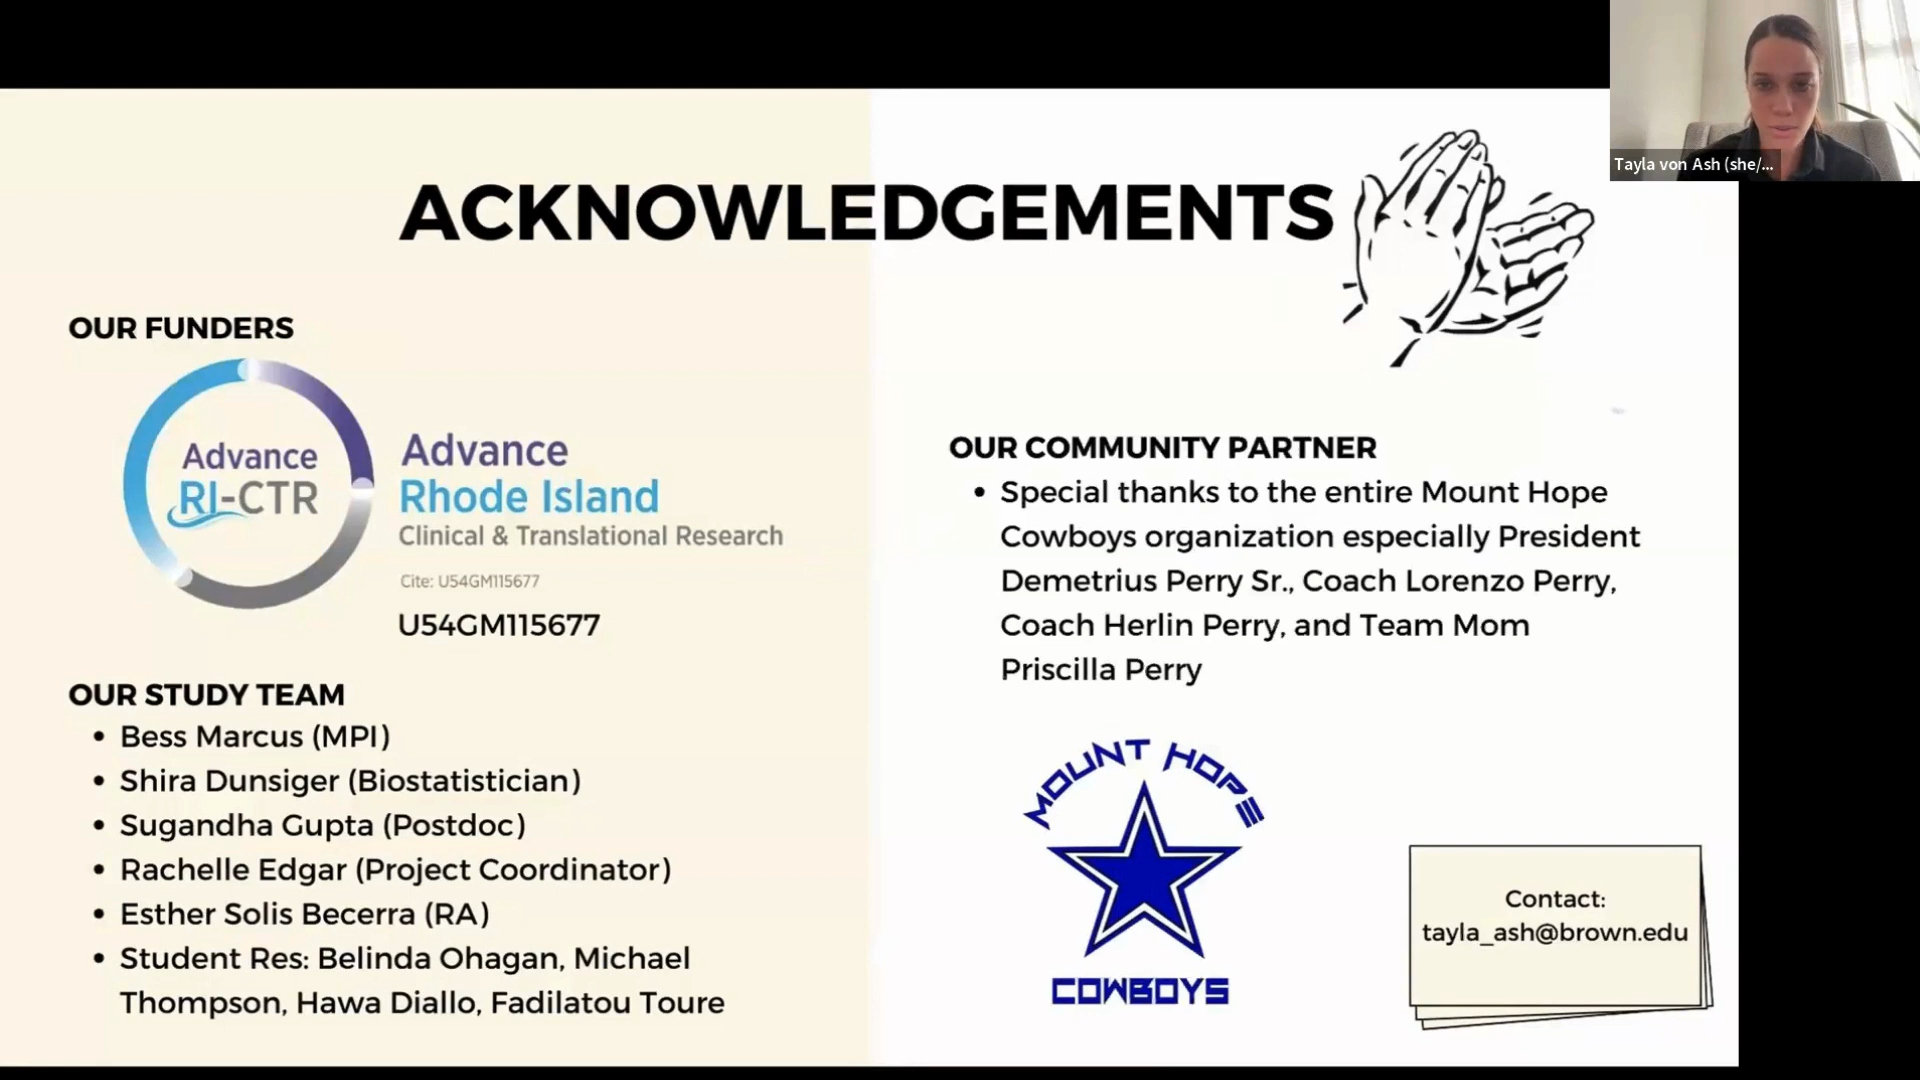 Tayla von Ash (she/...
ACKNOWLEDGEMENTS
OUR FUNDERS
Advance
RI-CTR
Advance
Rhode Island
Clinical & Translational Research
Cite: U54GM115677
U54GM115677
OUR STUDY TEAM
• Bess Marcus (MPI)
• Shira Dunsiger (Biostatistician)
• Sugandha Gupta (Postdoc)
• Rachelle Edgar (Project Coordinator)
• Esther Solis Becerra (RA)
• Student Res: Belinda Ohagan, Michael
Thompson, Hawa Diallo, Fadilatou Toure
OUR COMMUNITY PARTNER
• Special thanks to the entire Mount Hope
Cowboys organization especially President
Demetrius Perry Sr., Coach Lorenzo Perry,
Coach Herlin Perry, and Team Mom
Priscilla Perry
MOUNT HOPE
COWBOYS
Contact:
tayla_ash@brown.edu